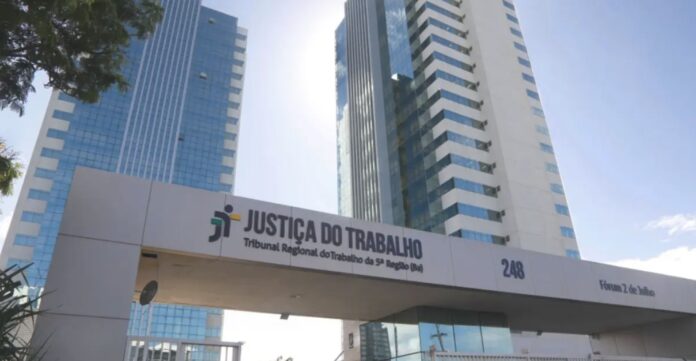 JUSTIÇA DO TRABALHO
Tribunal Regional do Trabalho da 5ª Região (Ba)
248
Fórum 2 de Julho